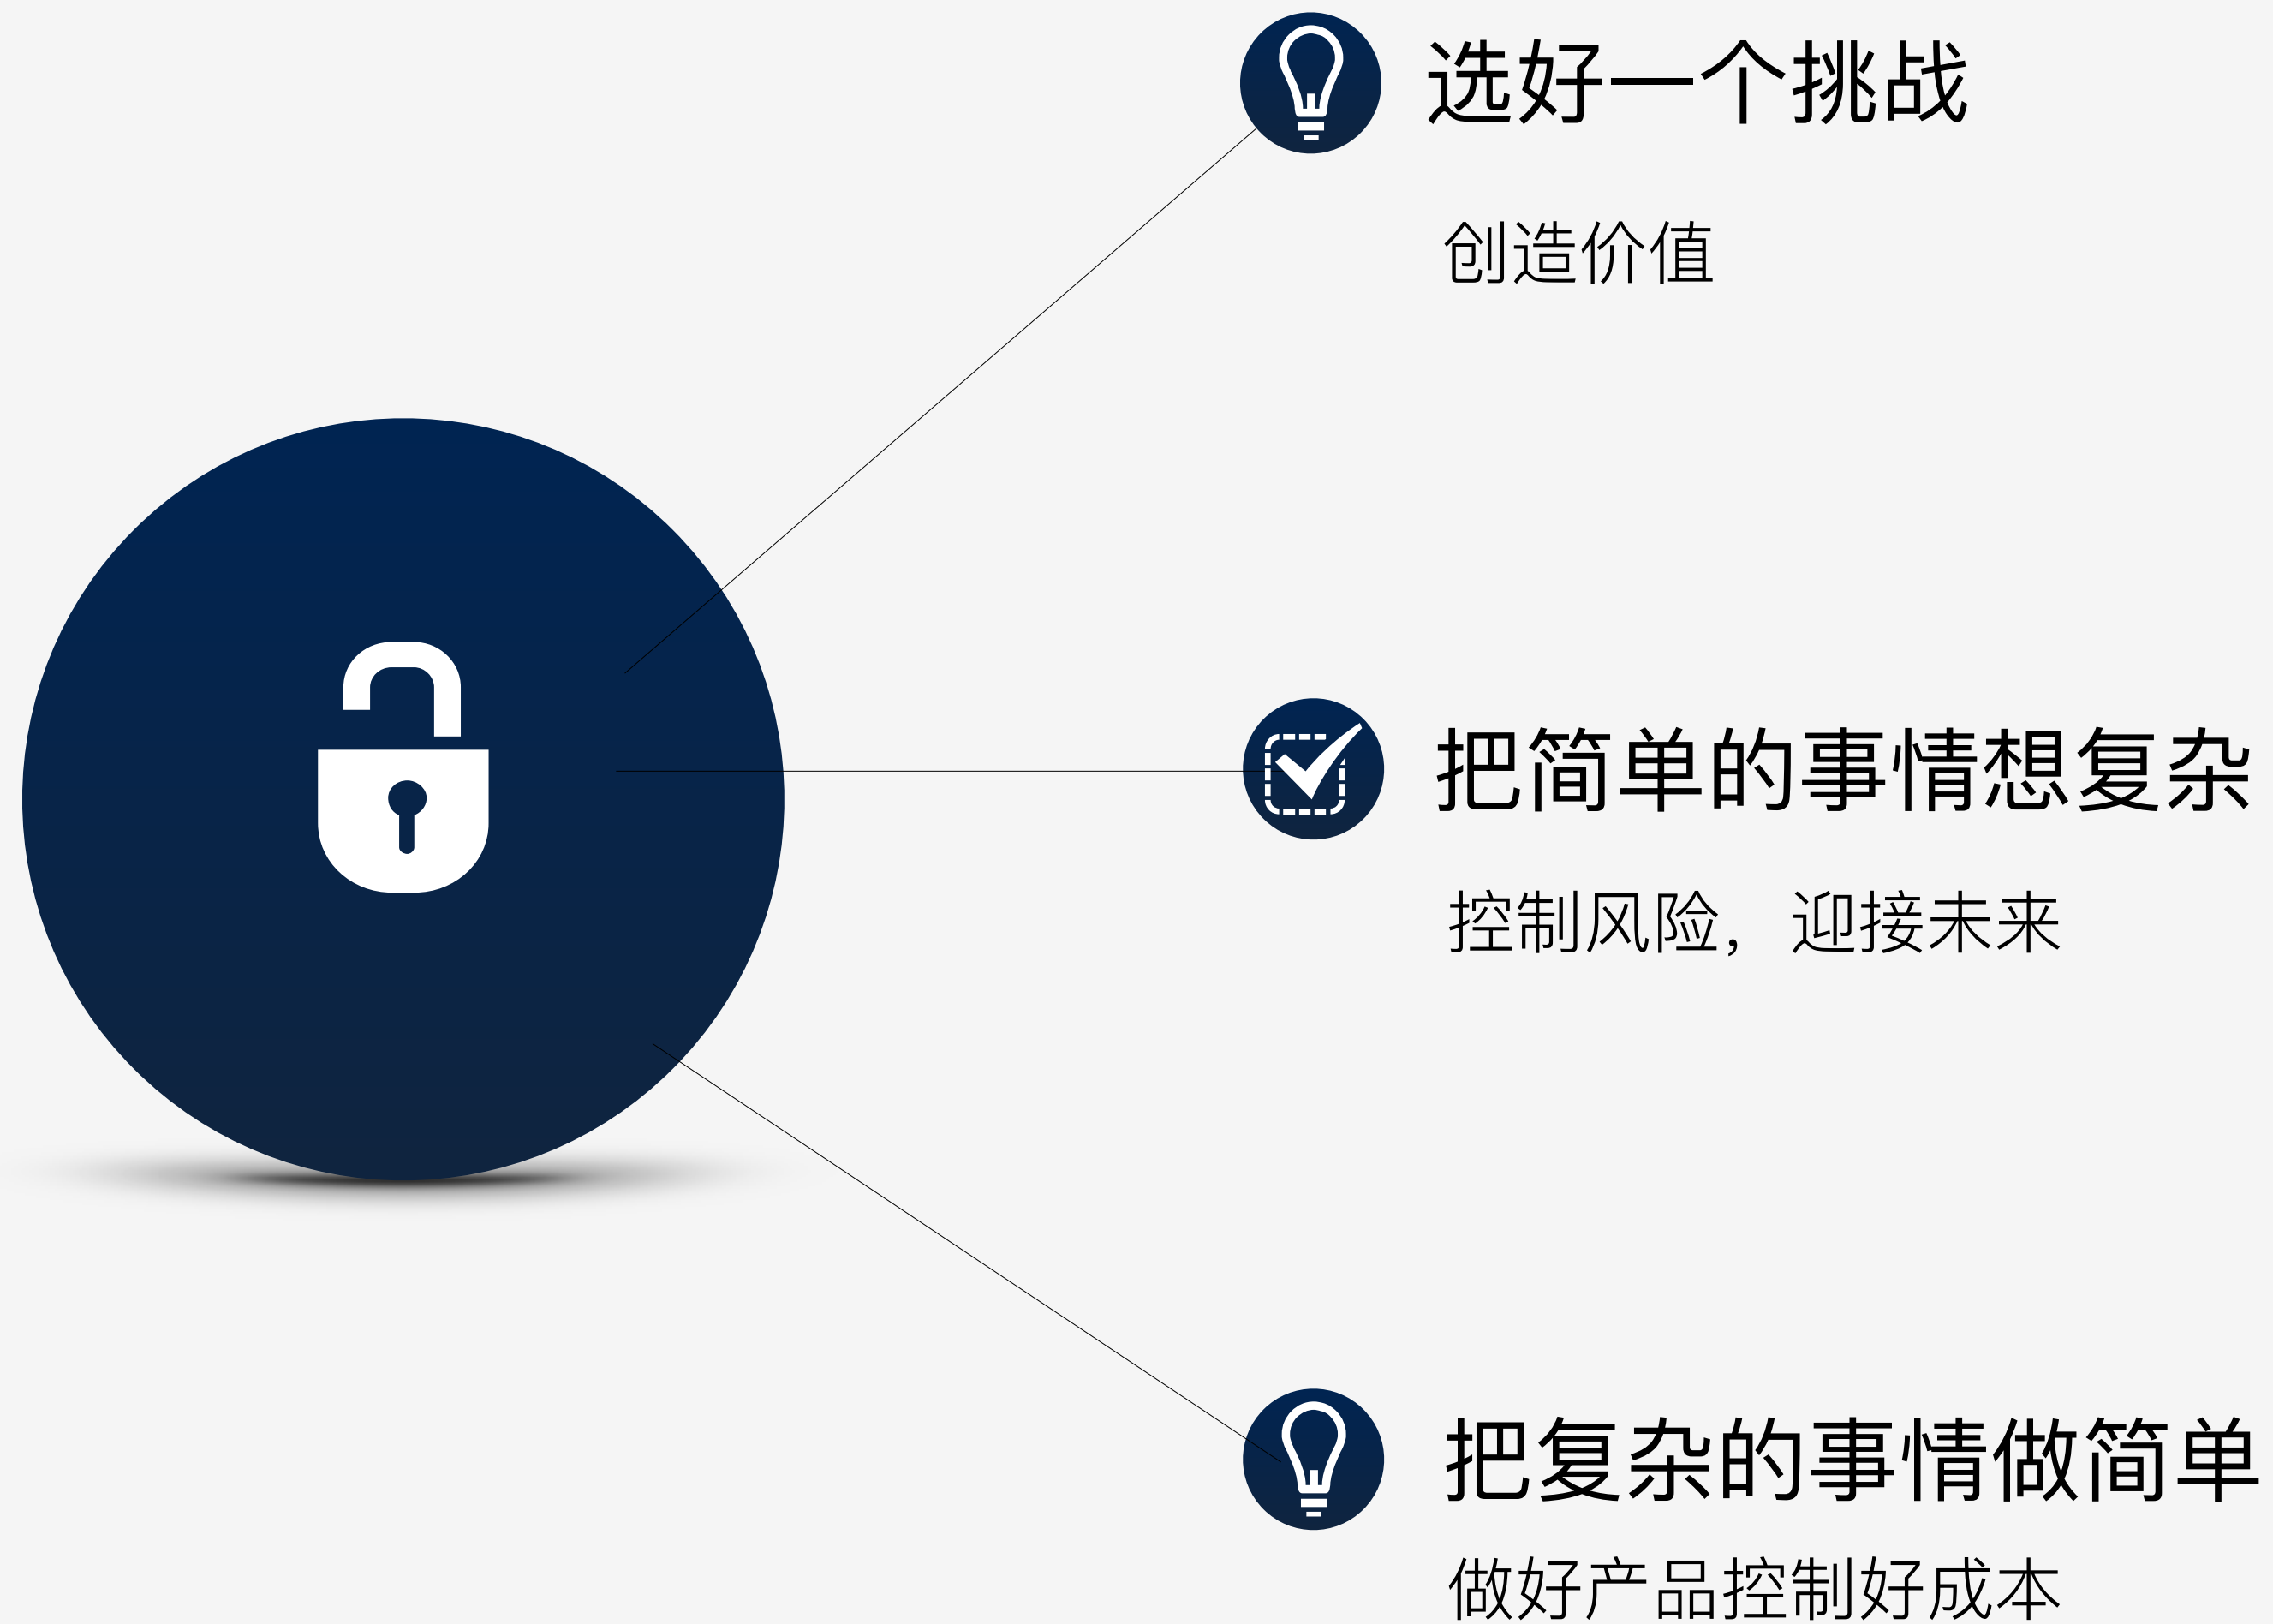 选好一个挑战
创造价值
把简单的事情想复杂
控制风险，迎接未来
把复杂的事情做简单
做好产品控制好成本